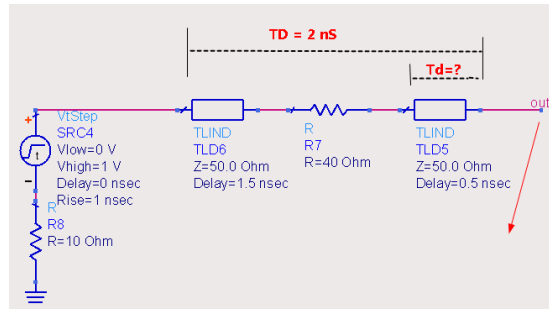 TD = 2 nS
Td=?
out
+
VtStep
SRC4
Vlow=0 V
Vhigh=1 V
Delay=0 nsec
Rise=1 nsec
t
-
R
R8
R=10 Ohm
TLIND
TLD6
Z=50.0 Ohm
Delay=1.5 nsec
R
R7
R=40 Ohm
TLIND
TLD5
Z=50.0 Ohm
Delay=0.5 nsec